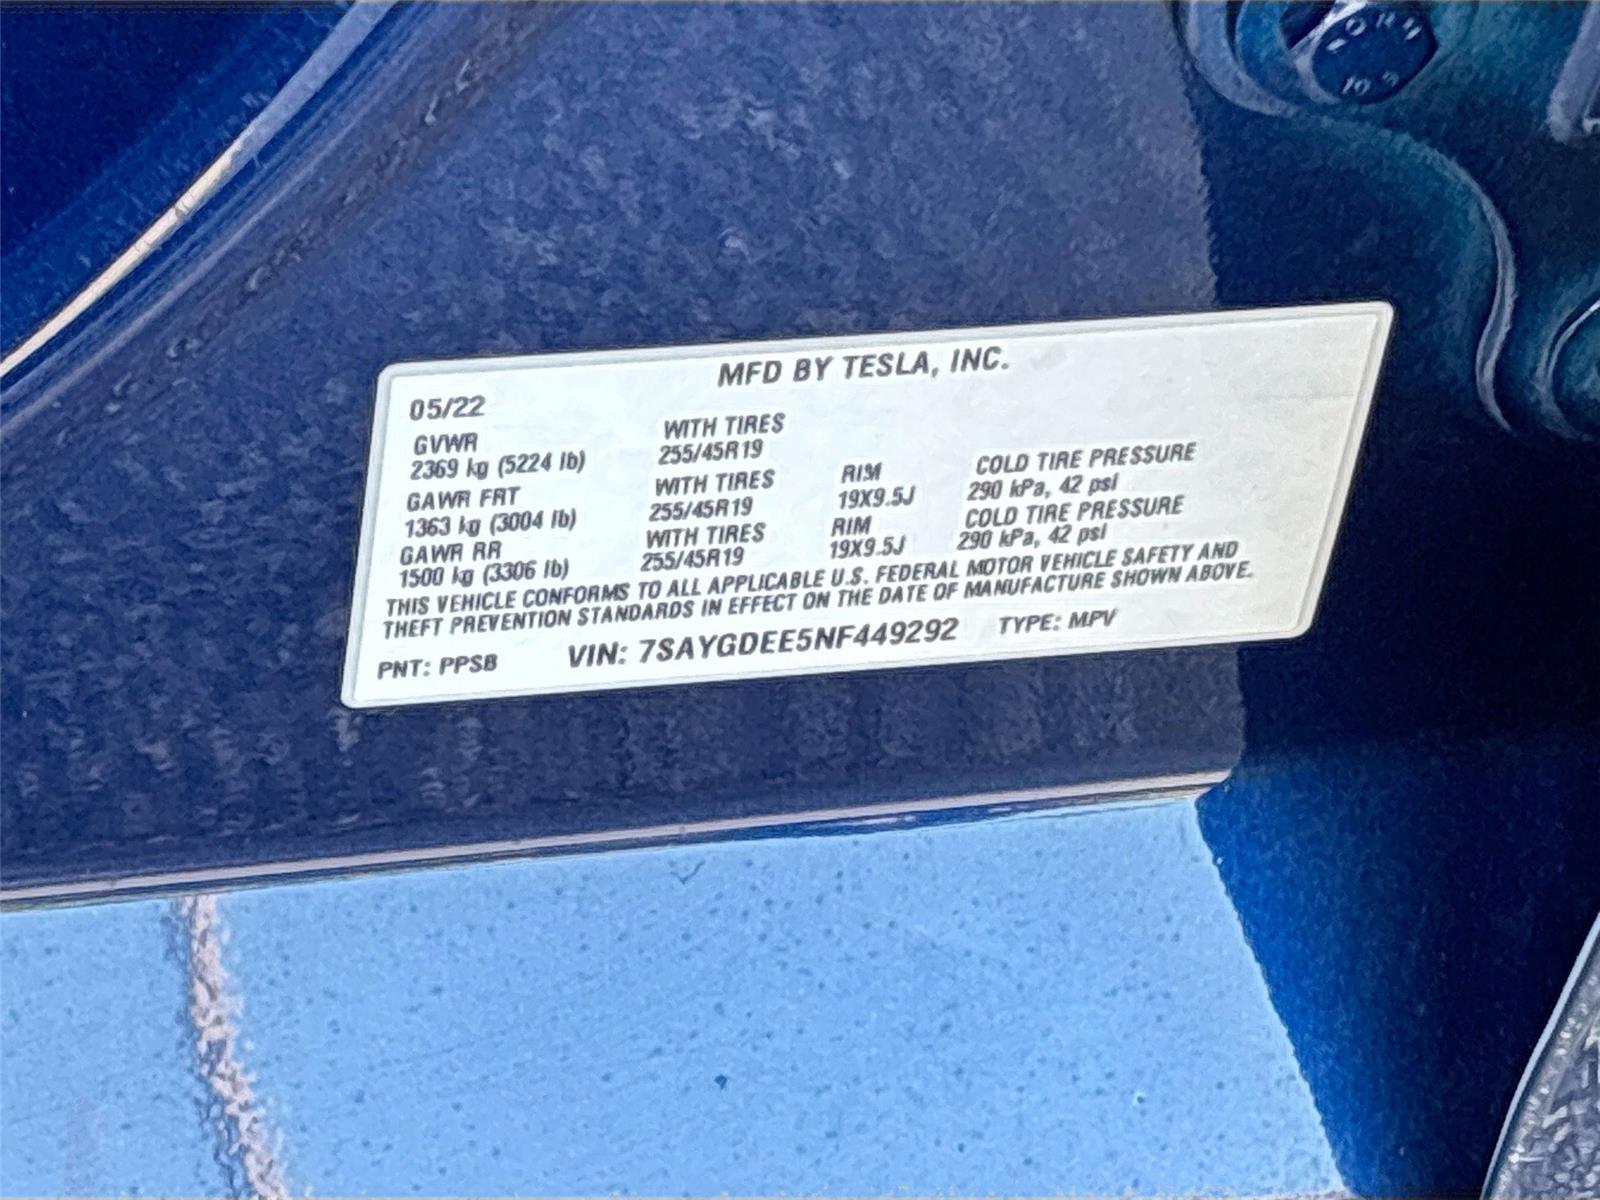 MFD BY TESLA, INC.
05/22
GVWR WITH TIRES
2369 kg (5224 lb) 255/45R19
GAWR FRT WITH TIRES RIM COLD TIRE PRESSURE
1363 kg (3004 lb) 255/45R19 19X9.5J 290 kPa, 42 psi
GAWR RR WITH TIRES RIM COLD TIRE PRESSURE
1500 kg (3306 lb) 255/45R19 19X9.5J 290 kPa, 42 psi
THIS VEHICLE CONFORMS TO ALL APPLICABLE U.S. FEDERAL MOTOR VEHICLE SAFETY AND
THEFT PREVENTION STANDARDS IN EFFECT ON THE DATE OF MANUFACTURE SHOWN ABOVE.
PNT: PPSB VIN: 7SAYGDEE5NF449292 TYPE: MPV